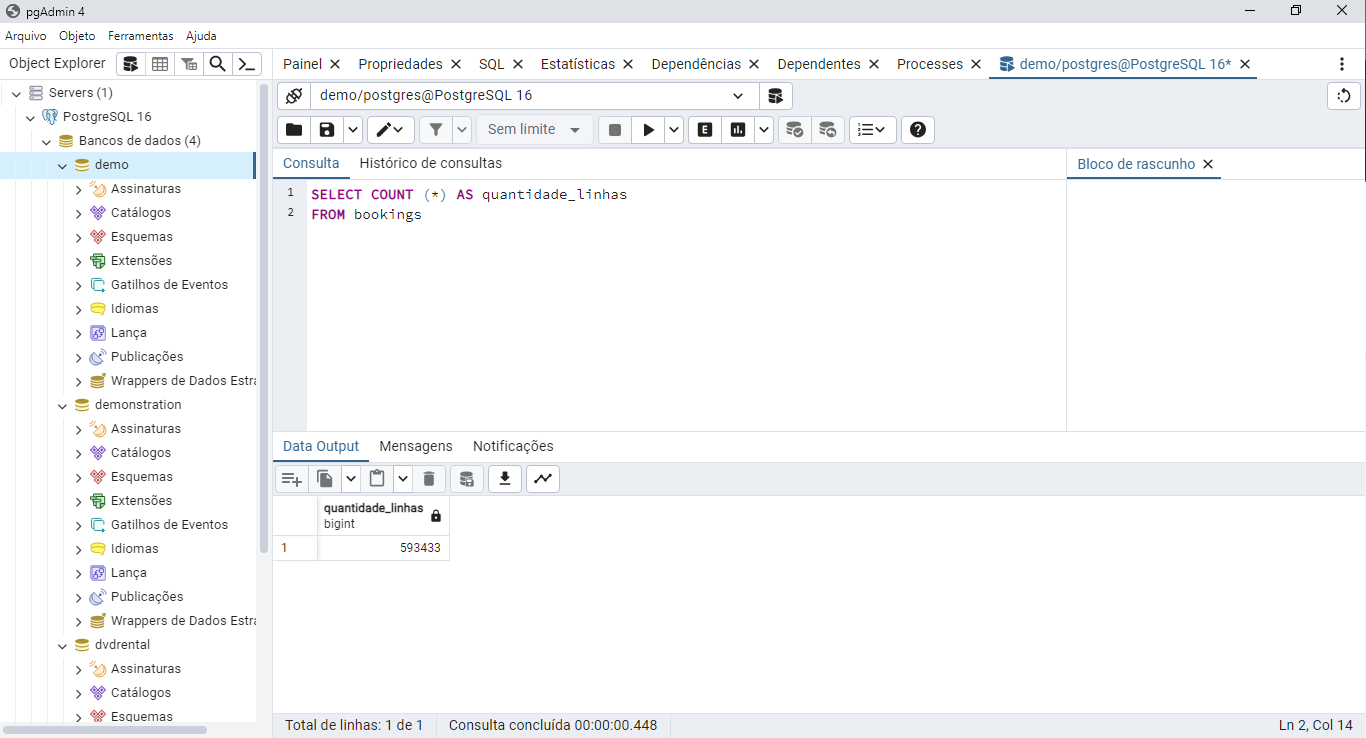 pgAdmin 4
Arquivo Objeto Ferramentas Ajuda
Object Explorer
Painel Propriedades SQL Estatísticas Dependências Dependentes Processes demo/postgres@PostgreSQL 16*
Servers (1)
PostgreSQL 16
Bancos de dados (4)
demo
Assinaturas
Catálogos
Esquemas
Extensões
Gatilhos de Eventos
Idiomas
Lança
Publicações
Wrappers de Dados Estra
demonstration
Assinaturas
Catálogos
Esquemas
Extensões
Gatilhos de Eventos
Idiomas
Lança
Publicações
Wrappers de Dados Estra
dvdrental
Assinaturas
Catálogos
Esquemas
demo/postgres@PostgreSQL 16
Sem limite
E
Consulta Histórico de consultas
Bloco de rascunho
1 SELECT COUNT (*) AS quantidade_linhas
2 FROM bookings
Data Output Mensagens Notificações
quantidade_linhas
bigint
1 593433
Total de linhas: 1 de 1 Consulta concluída 00:00:00.448 Ln 2, Col 14